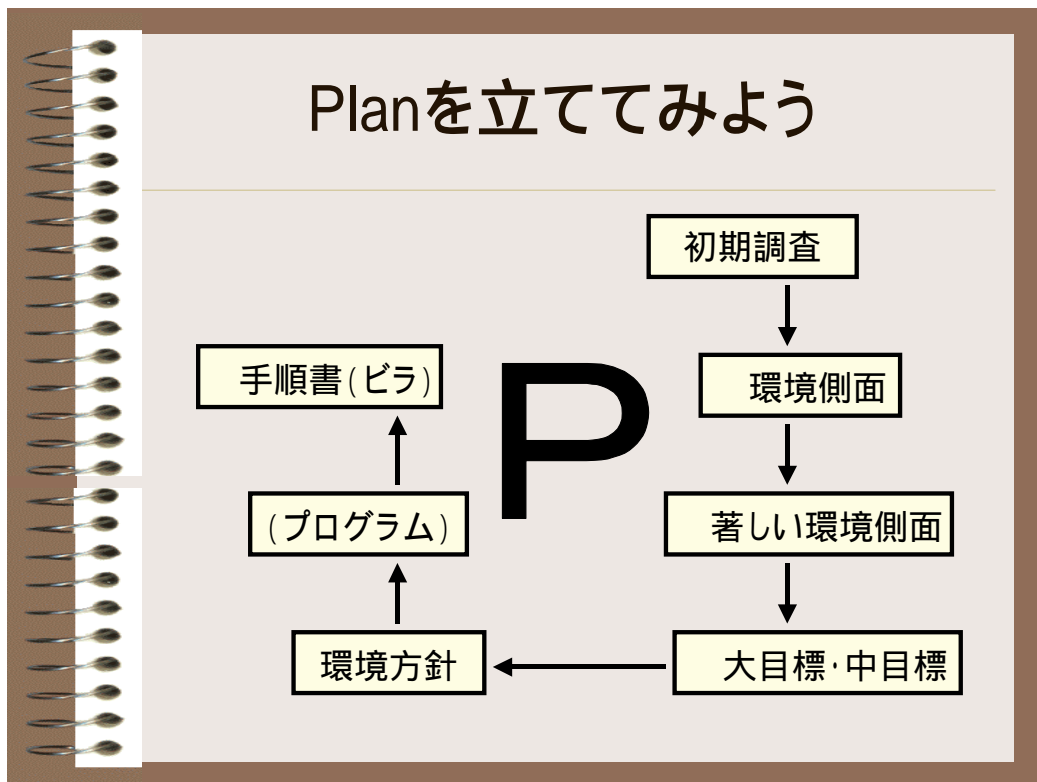 Planを立ててみよう
初期調査
環境側面
著しい環境側面
大目標・中目標
環境方針
(プログラム)
手順書(ビラ)
P